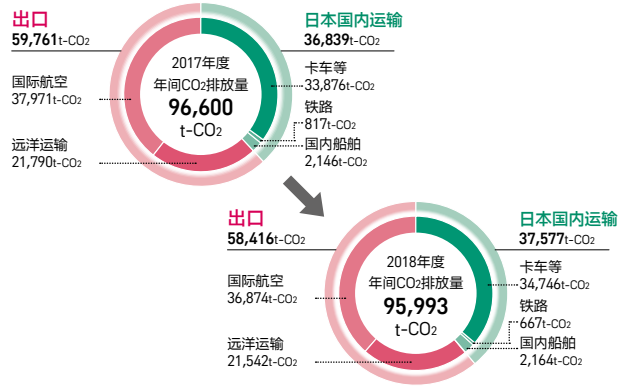 出口
59,761t-CO2
国际航空
37,971t-CO2
远洋运输
21,790t-CO2
2017年度
年间CO2排放量
96,600
t-CO2
日本国内运输
36,839t-CO2
卡车等
33,876t-CO2
铁路
817t-CO2
国内船舶
2,146t-CO2
出口
58,416t-CO2
国际航空
36,874t-CO2
远洋运输
21,542t-CO2
2018年度
年间CO2排放量
95,993
t-CO2
日本国内运输
37,577t-CO2
卡车等
34,746t-CO2
铁路
667t-CO2
国内船舶
2,164t-CO2